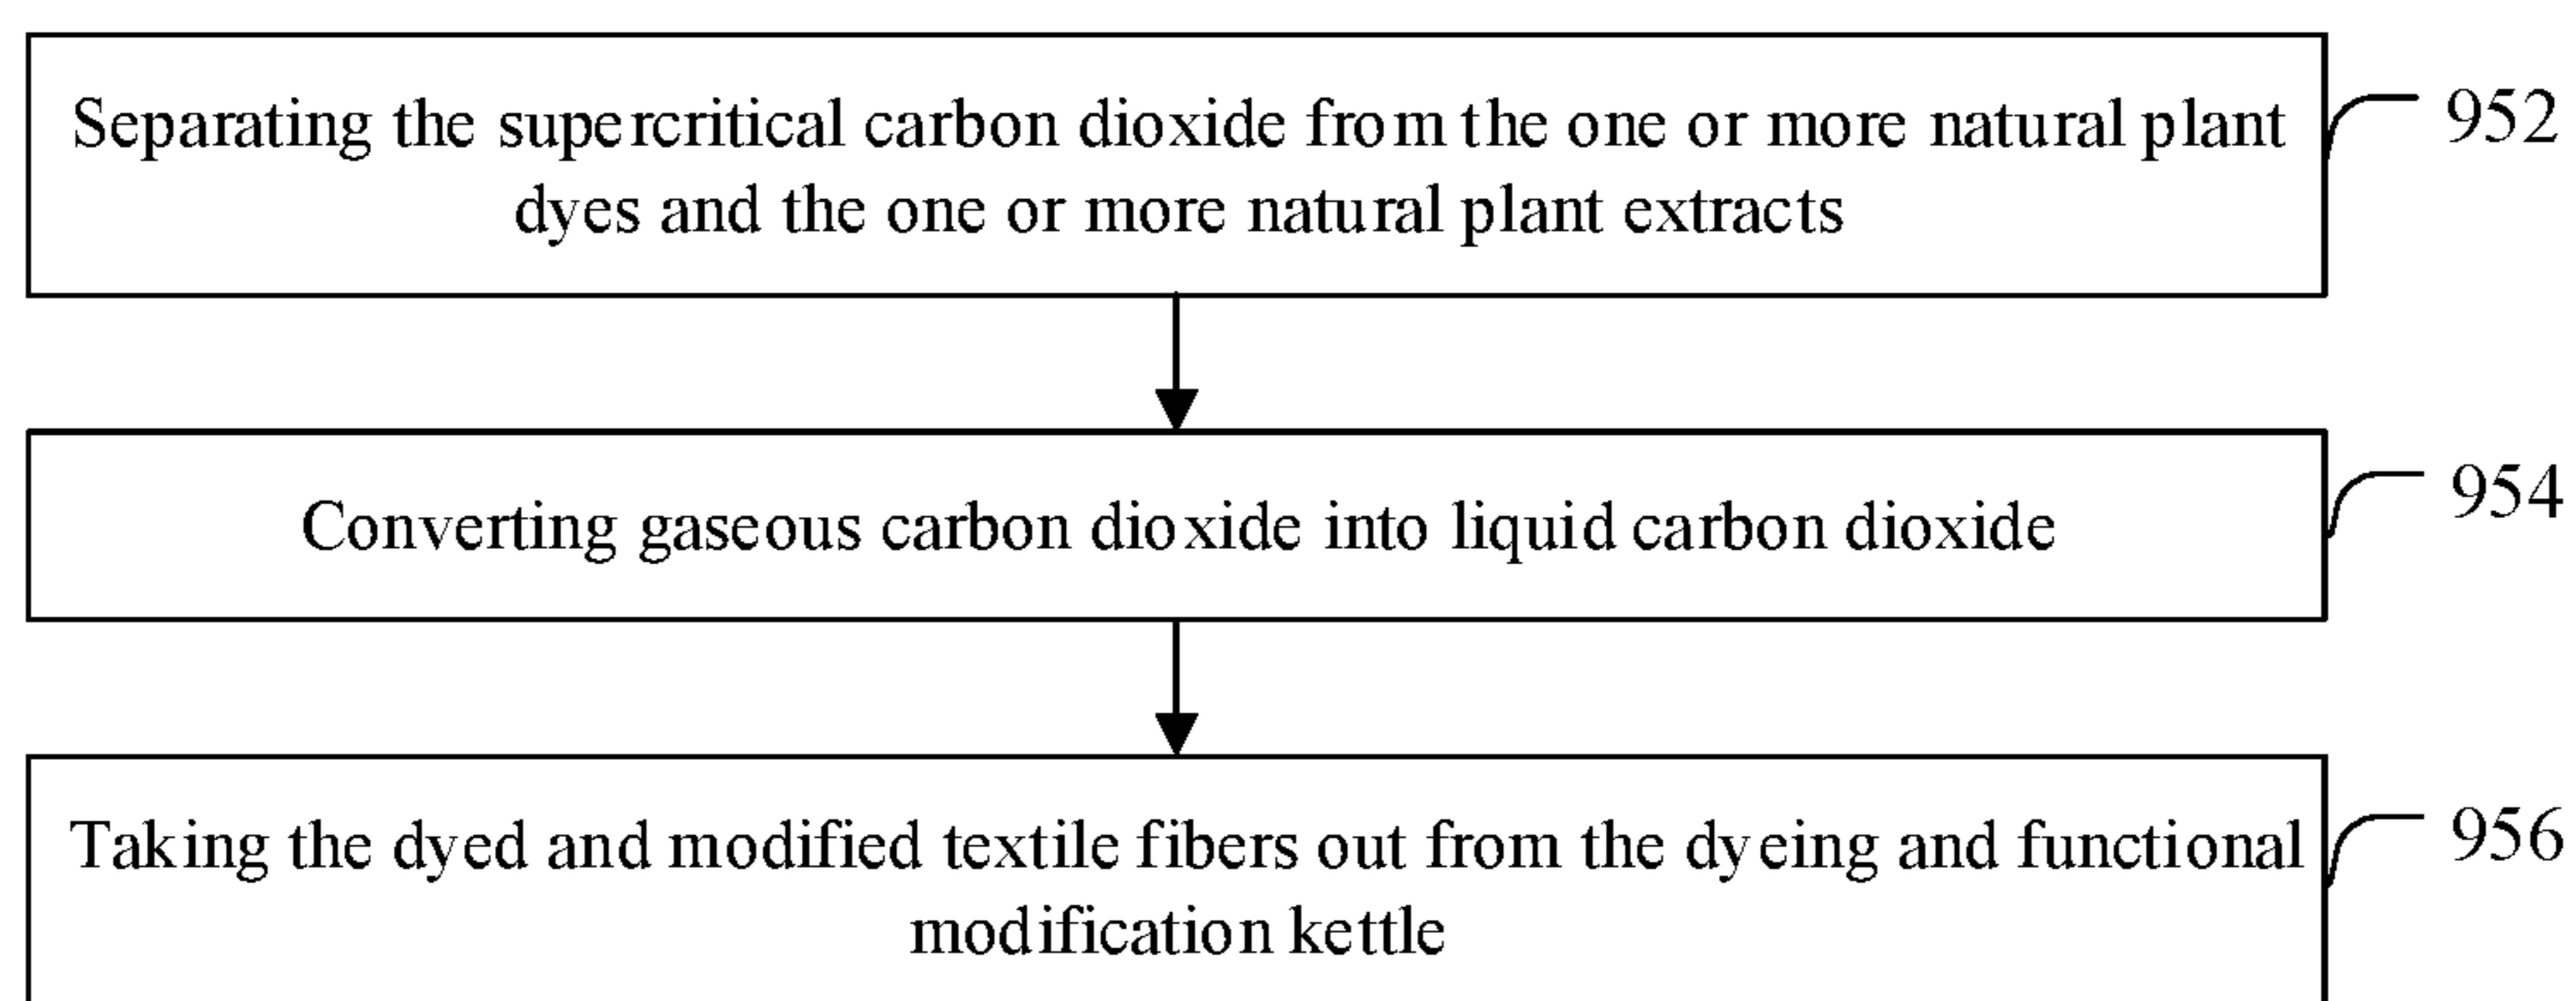 Separating the supercritical carbon dioxide from the one or more natural plant
dyes and the one or more natural plant extracts
952
Converting gaseous carbon dioxide into liquid carbon dioxide
954
Taking the dyed and modified textile fibers out from the dyeing and functional
modification kettle
956